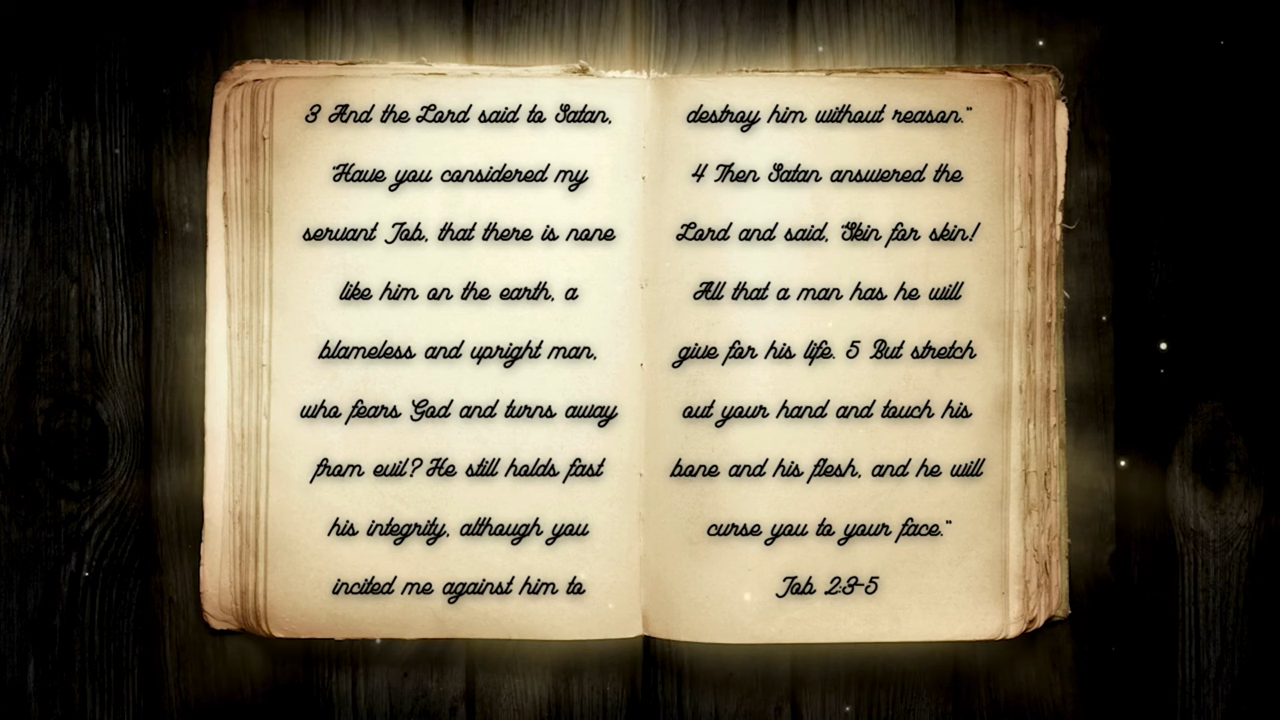 3 And the Lord said to Satan,
"Have you considered my
servant Job, that there is none
like him on the earth, a
blameless and upright man,
who fears God and turns away
from evil? He still holds fast
his integrity, although you
incited me against him to
destroy him without reason."
4 Then Satan answered the
Lord and said, "Skin for skin!
All that a man has he will
give for his life. 5 But stretch
out your hand and touch his
bone and his flesh, and he will
curse you to your face."
Job 2:3-5